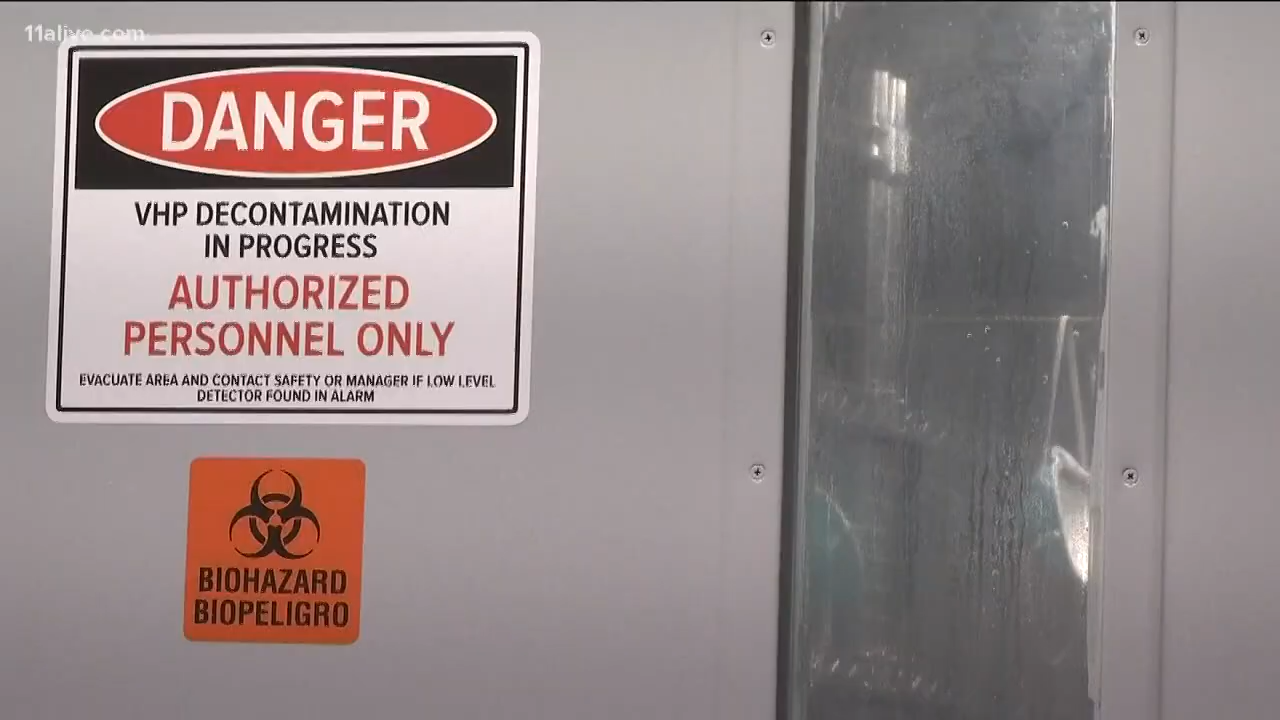 11alive.com
DANGER
VHP DECONTAMINATION
IN PROGRESS
AUTHORIZED
PERSONNEL ONLY
EVACUATE AREA AND CONTACT SAFETY OR MANAGER IF LOW LEVEL
DETECTOR FOUND IN ALARM
BIOHAZARD
BIOPELIGRO